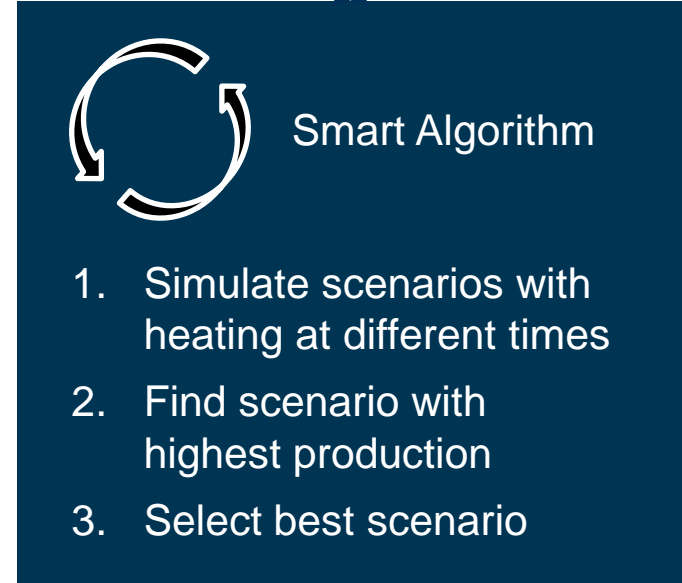 Smart Algorithm
1. Simulate scenarios with
heating at different times
2. Find scenario with
highest production
3. Select best scenario